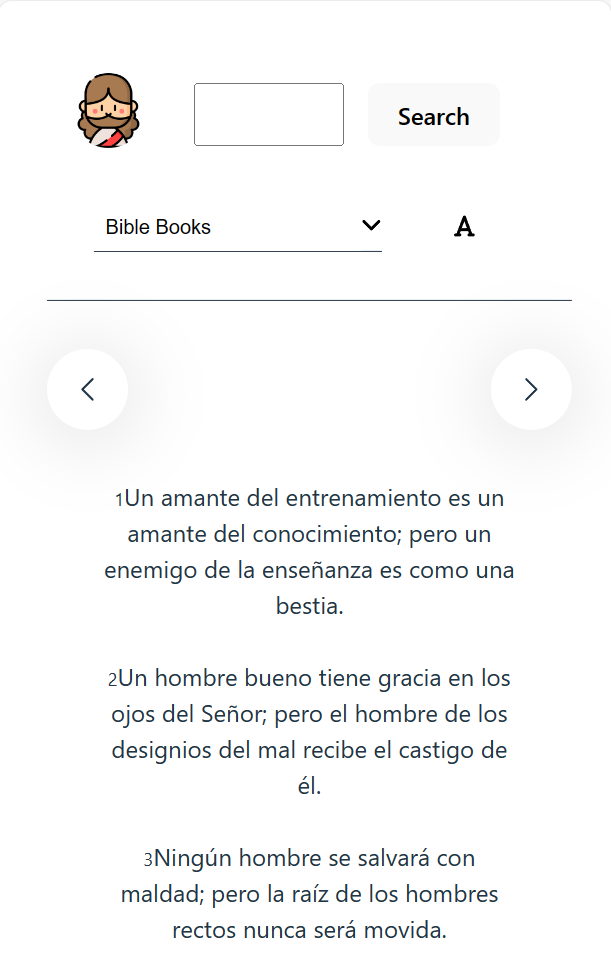 Search
Bible Books
A
1Un amante del entrenamiento es un
amante del conocimiento; pero un
enemigo de la enseñanza es como una
bestia.
2Un hombre bueno tiene gracia en los
ojos del Señor; pero el hombre de los
designios del mal recibe el castigo de
él.
3Ningún hombre se salvará con
maldad; pero la raíz de los hombres
rectos nunca será movida.